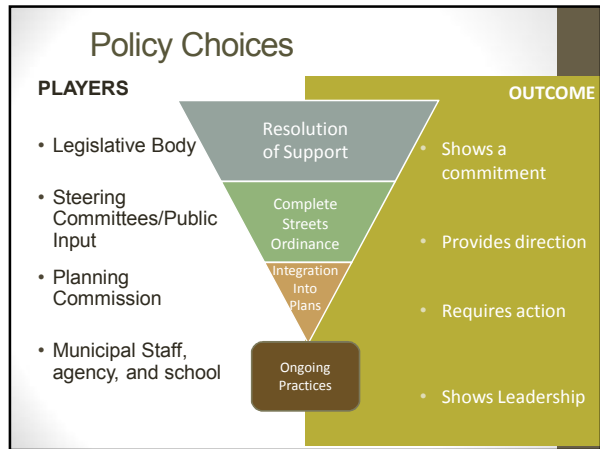 Policy Choices
PLAYERS
• Legislative Body
• Steering
Committees/Public
Input
• Planning
Commission
• Municipal Staff,
agency, and school
Resolution
of Support
Complete
Streets
Ordinance
Integration
Into
Plans
Ongoing
Practices
OUTCOME
• Shows a
commitment
• Provides direction
• Requires action
• Shows Leadership